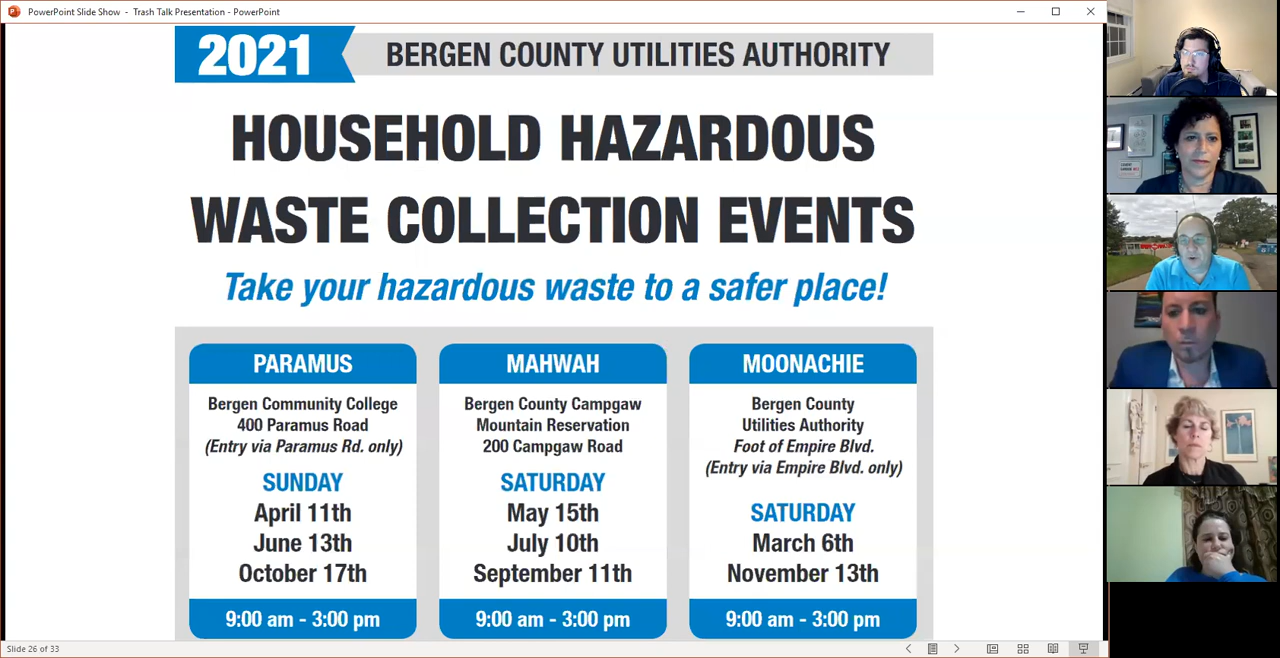 PowerPoint Slide Show - Trash Talk Presentation - PowerPoint
2021
BERGEN COUNTY UTILITIES AUTHORITY
HOUSEHOLD HAZARDOUS
WASTE COLLECTION EVENTS
Take your hazardous waste to a safer place!
PARAMUS
Bergen Community College
400 Paramus Road
(Entry via Paramus Rd. only)
SUNDAY
April 11th
June 13th
October 17th
9:00 am - 3:00 pm
MAHWAH
Bergen County Campgaw
Mountain Reservation
200 Campgaw Road
SATURDAY
May 15th
July 10th
September 11th
9:00 am - 3:00 pm
MOONACHIE
Bergen County
Utilities Authority
Foot of Empire Blvd.
(Entry via Empire Blvd. only)
SATURDAY
March 6th
November 13th
9:00 am - 3:00 pm
Slide 26 of 33